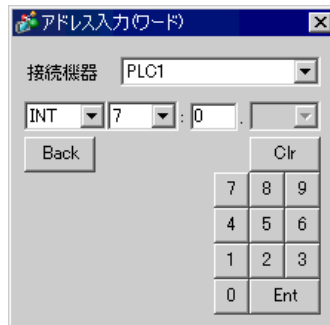 アドレス入力(ワード)
接続機器 PLC1
INT 7 : 0 .
Back Clr
7 8 9
4 5 6
1 2 3
0 Ent